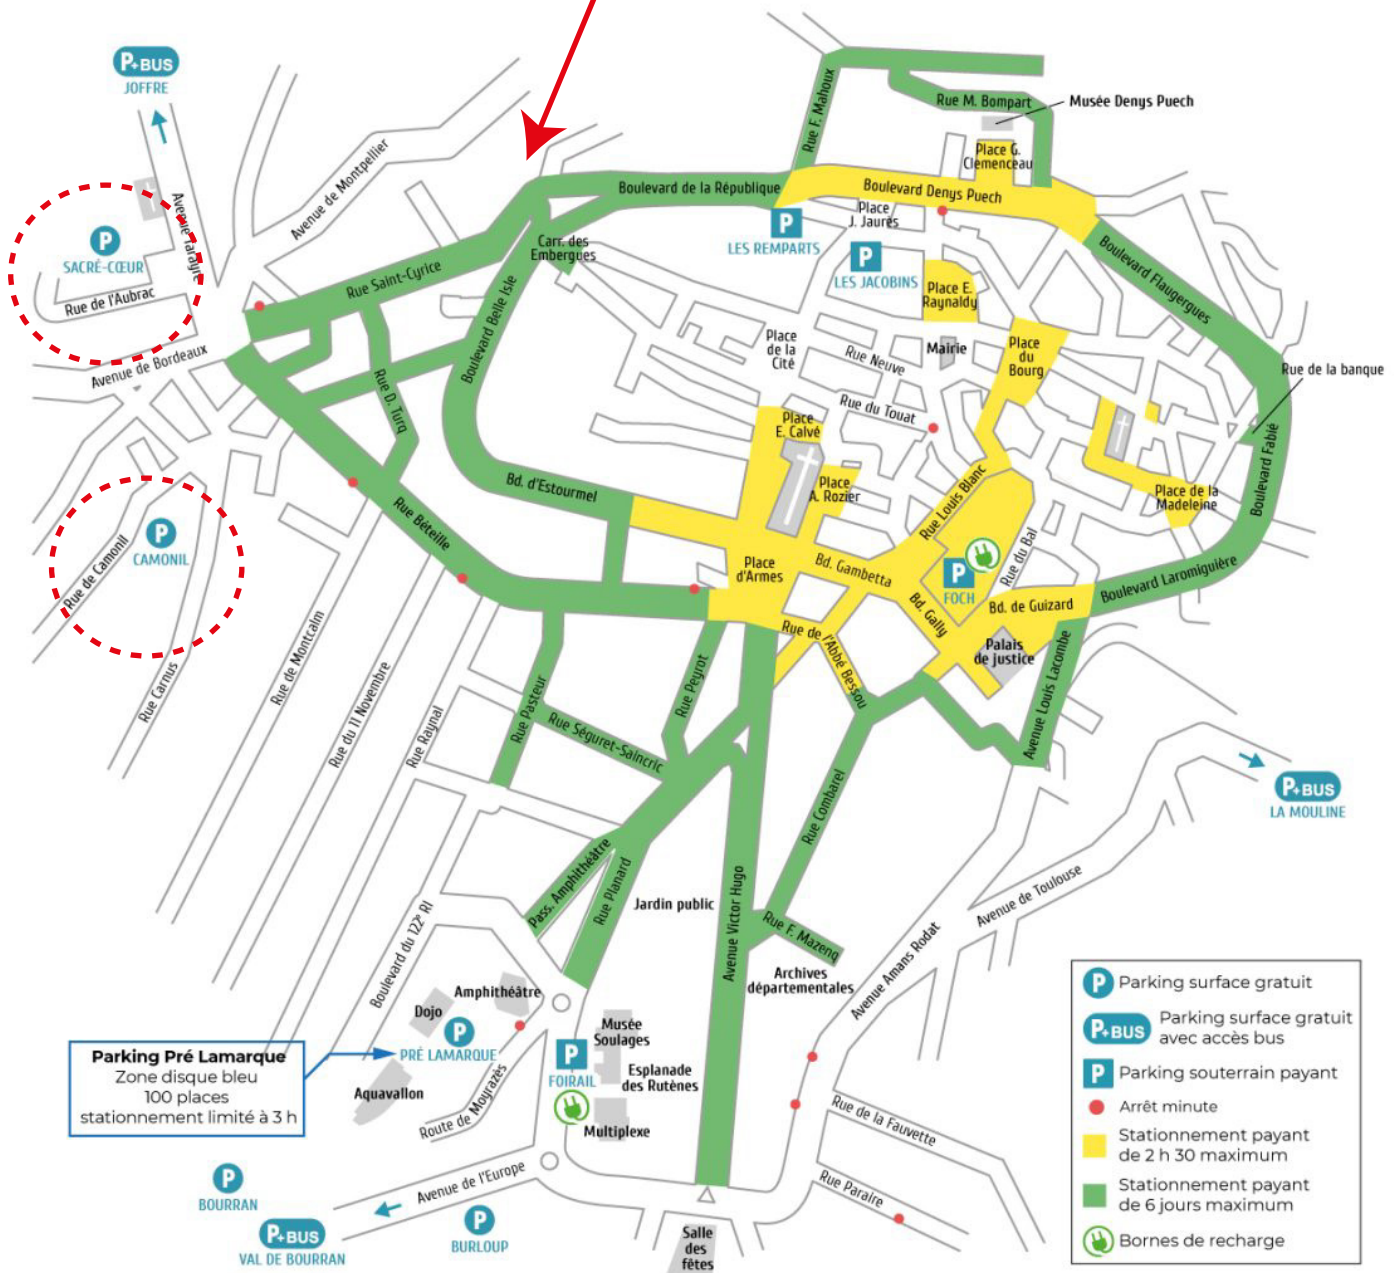 P+BUS
JOFFRE
Rue F. Mahoux
Rue M. Bompart
Musée Denys Puech
Place G.
Clemenceau
Avenue de Montpellier
Avenue Tarayre
Boulevard de la République
Boulevard Denys Puech
Place
J. Jaurès
P
SACRÉ-CŒUR
P
LES REMPARTS
P
LES JACOBINS
Carr. des
Embergues
Boulevard Flaugergues
Rue de l'Aubrac
Rue Saint-Cyrice
Boulevard Belle Isle
Place E.
Raynaldy
Place
de la
Cité
Rue Neuve
Mairie
Place
du
Bourg
Avenue de Bordeaux
Rue de la banque
Rue D. Turq
Rue du Touat
Place
E. Calvé
Place
A. Rozier
Bd. d'Estourmel
Rue Louis Blanc
Boulevard Fabié
Place de la
Madeleine
Rue Béteille
P
CAMONIL
Rue de Camonil
Place
d'Armes
Bd. Gambetta
P
FOCH
Rue du Bal
Boulevard Laromiguière
Bd. Gally
Bd. de Guizard
Rue de l'Abbé Bessou
Palais
de justice
Rue Carnus
Rue de Montcalm
Rue du 11 Novembre
Rue Raynal
Rue Pasteur
Rue Peyrot
Rue Séguret-Saincric
Avenue Louis Lacombe
P+BUS
LA MOULINE
Rue Combarel
Pass. Amphithéâtre
Rue Planard
Jardin public
Avenue Victor Hugo
Avenue de Toulouse
Rue F. Mazenq
Archives
départementales
Avenue Amans Rodat
Boulevard du 122e RI
Amphithéâtre
Dojo
P
PRÉ LAMARQUE
Musée
Soulages
P
FOIRAIL
Esplanade
des Rutènes
Aquavallon
Route de Moyrazès
Multiplexe
Parking Pré Lamarque
Zone disque bleu
100 places
stationnement limité à 3 h
Rue de la Fauvette
Rue Paraire
Avenue de l'Europe
P
BOURRAN
P+BUS
VAL DE BOURRAN
P
BURLOUP
Salle
des
fêtes
P Parking surface gratuit
P+BUS Parking surface gratuit
avec accès bus
P Parking souterrain payant
Arrêt minute
Stationnement payant
de 2 h 30 maximum
Stationnement payant
de 6 jours maximum
Bornes de recharge